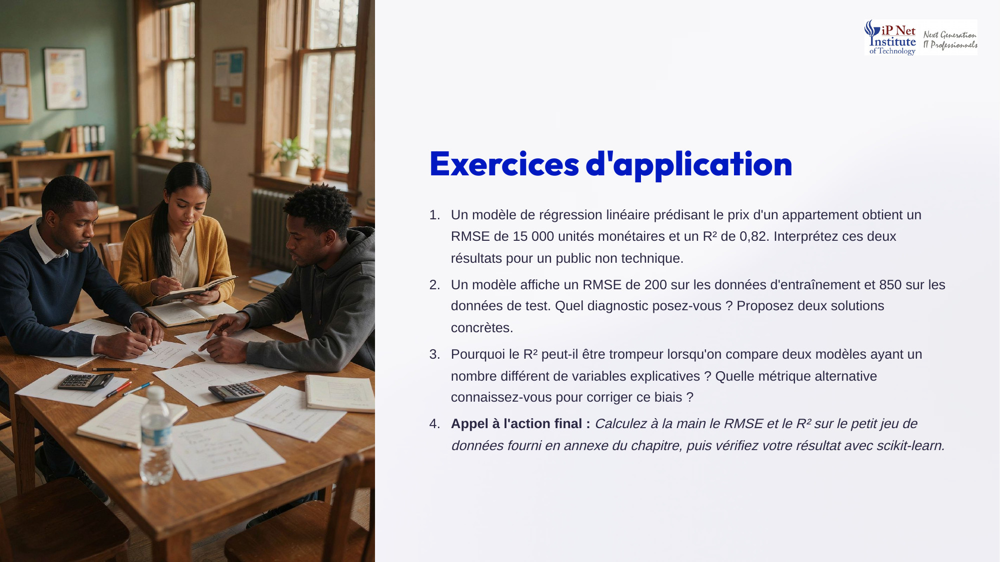 iP Net
Institute
of Technology
Next Generation
IT Professionnels
Exercices d'application
1. Un modèle de régression linéaire prédisant le prix d'un appartement obtient un
RMSE de 15 000 unités monétaires et un R² de 0,82. Interprétez ces deux
résultats pour un public non technique.
2. Un modèle affiche un RMSE de 200 sur les données d'entraînement et 850 sur les
données de test. Quel diagnostic posez-vous ? Proposez deux solutions
concrètes.
3. Pourquoi le R² peut-il être trompeur lorsqu'on compare deux modèles ayant un
nombre différent de variables explicatives ? Quelle métrique alternative
connaissez-vous pour corriger ce biais ?
4. Appel à l'action final : Calculez à la main le RMSE et le R² sur le petit jeu de
données fourni en annexe du chapitre, puis vérifiez votre résultat avec scikit-learn.